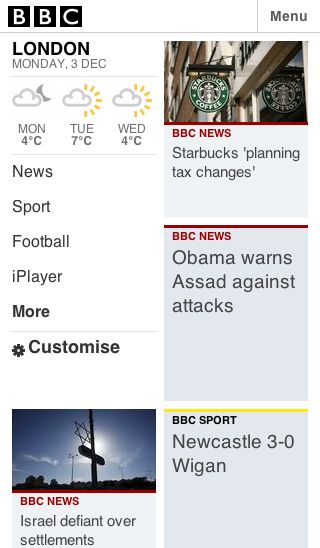 BBC
Menu
LONDON
MONDAY, 3 DEC
MON
4°C
TUE
7°C
WED
4°C
News
Sport
Football
iPlayer
More
Customise
STARBUCKS
COFFEE
BBC NEWS
Starbucks 'planning
tax changes'
BBC NEWS
Obama warns
Assad against
attacks
BBC NEWS
Israel defiant over
settlements
BBC SPORT
Newcastle 3-0
Wigan